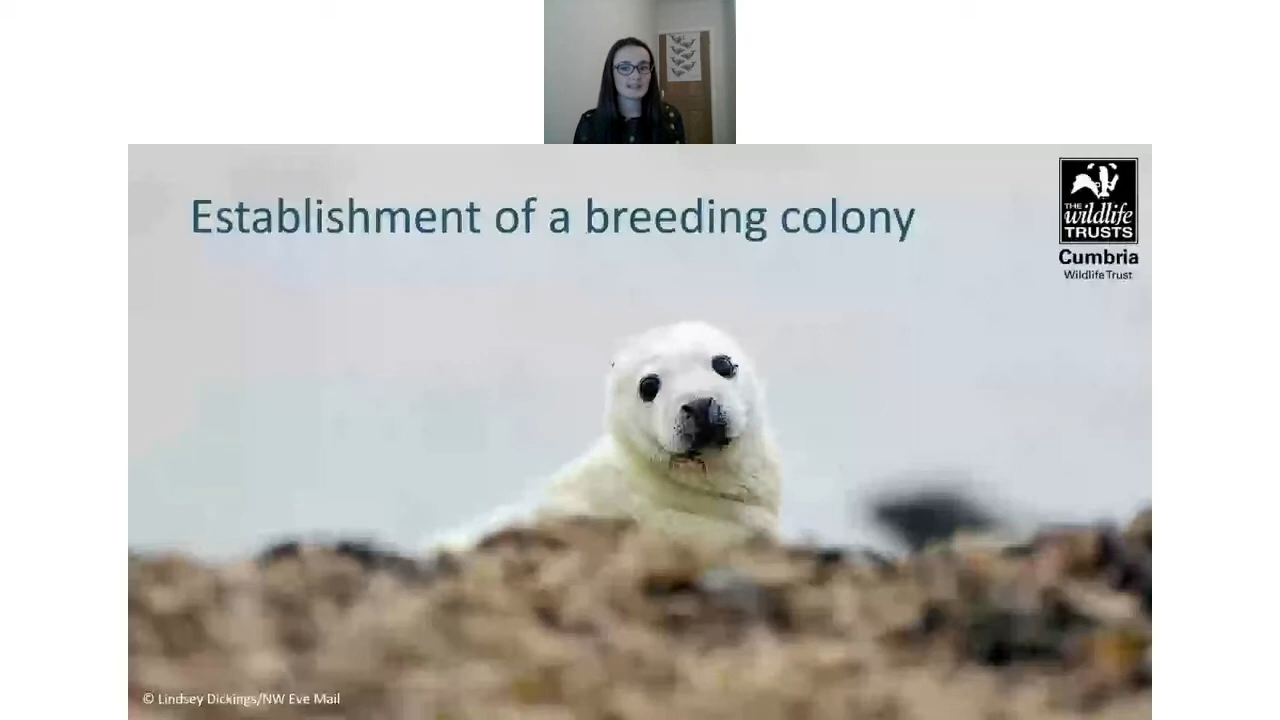 Establishment of a breeding colony
THE
wildlife
TRUSTS
Cumbria
Wildlife Trust
© Lindsey Dickings/NW Eve Mail